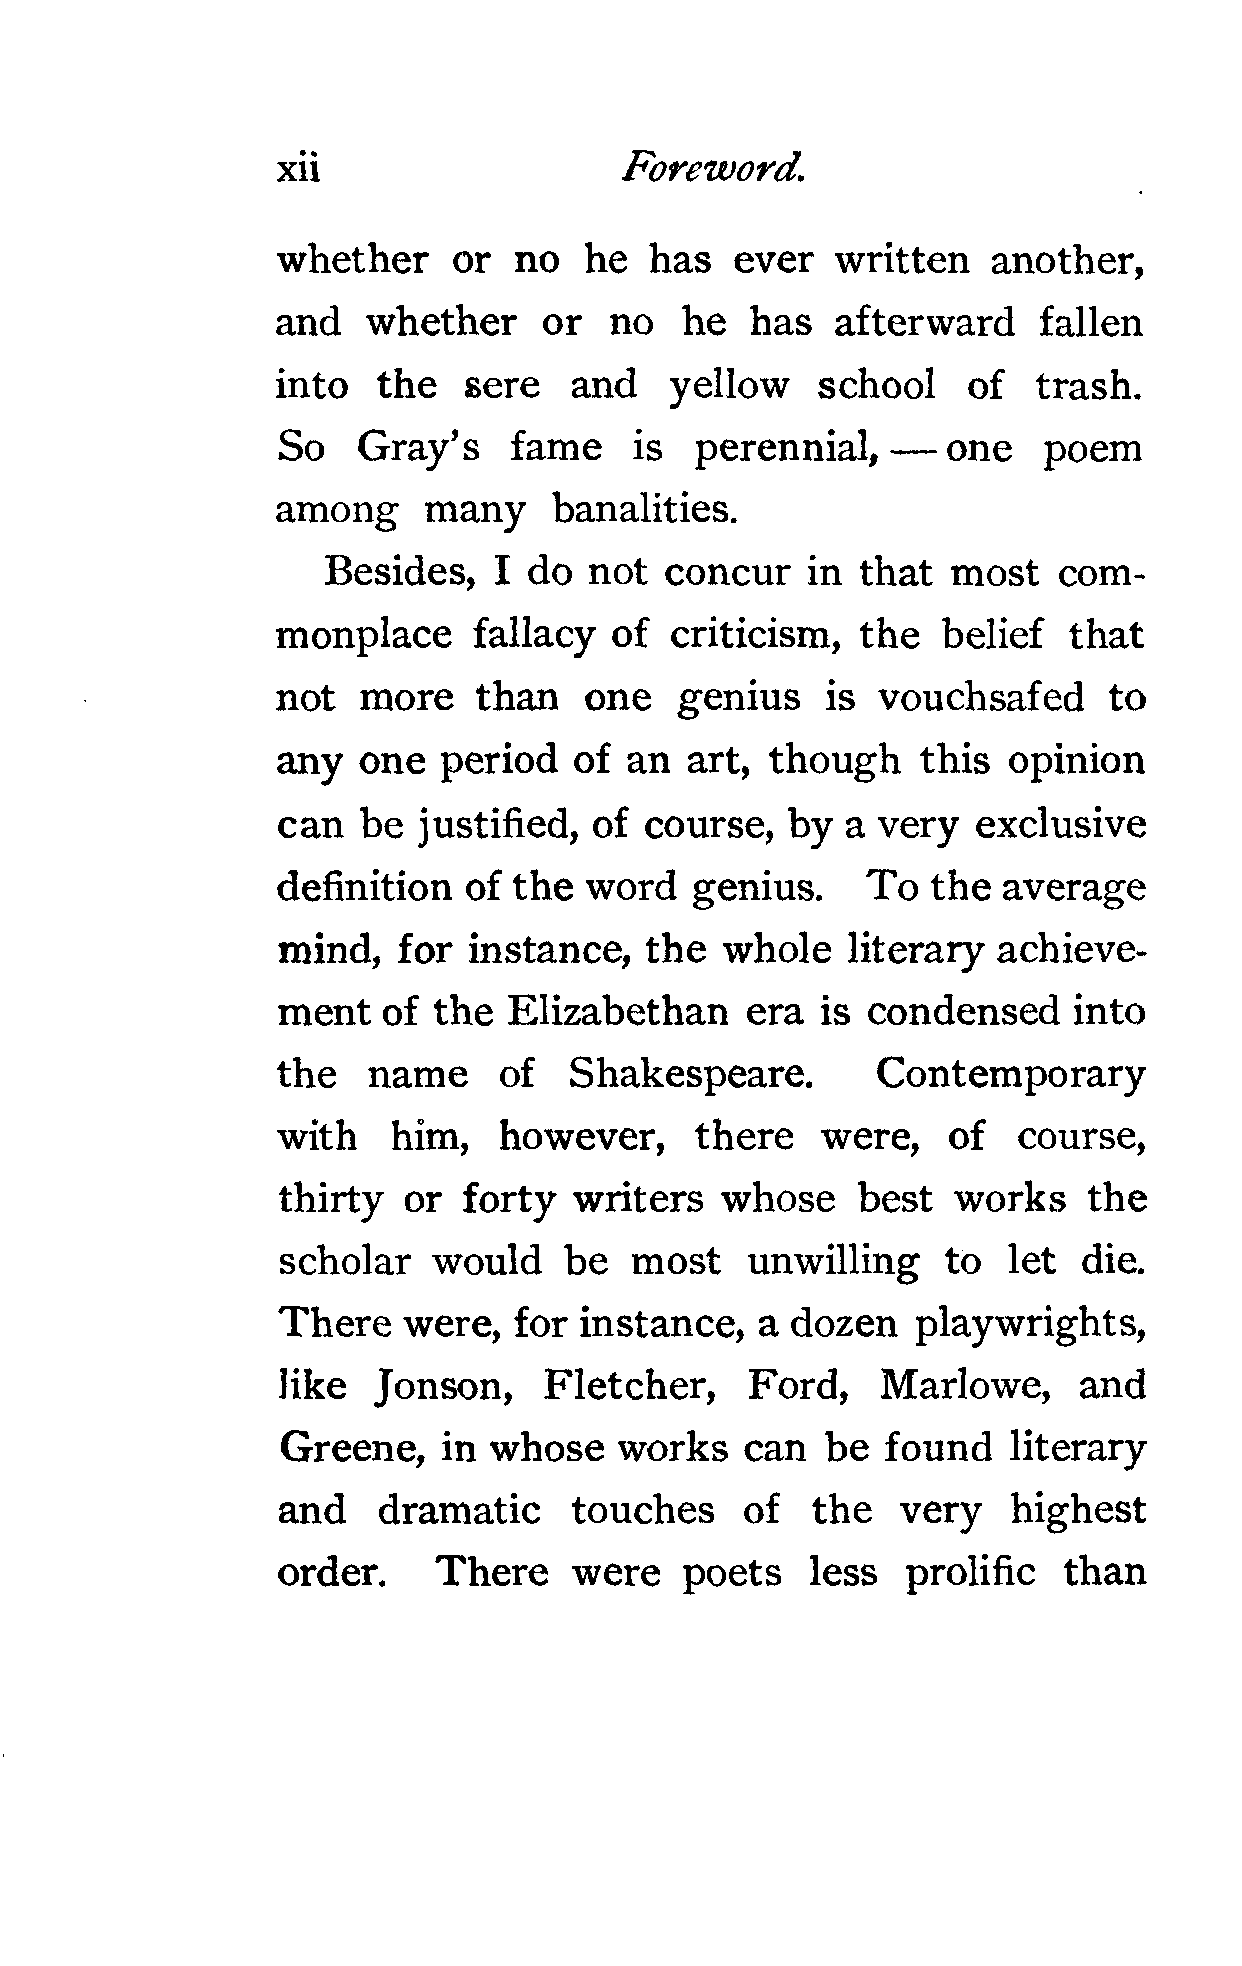 xii Foreword.
whether or no he has ever written another,
and whether or no he has afterward fallen
into the sere and yellow school of trash.
So Gray's fame is perennial, — one poem
among many banalities.
Besides, I do not concur in that most com-
monplace fallacy of criticism, the belief that
not more than one genius is vouchsafed to
any one period of an art, though this opinion
can be justified, of course, by a very exclusive
definition of the word genius. To the average
mind, for instance, the whole literary achieve-
ment of the Elizabethan era is condensed into
the name of Shakespeare. Contemporary
with him, however, there were, of course,
thirty or forty writers whose best works the
scholar would be most unwilling to let die.
There were, for instance, a dozen playwrights,
like Jonson, Fletcher, Ford, Marlowe, and
Greene, in whose works can be found literary
and dramatic touches of the very highest
order. There were poets less prolific than